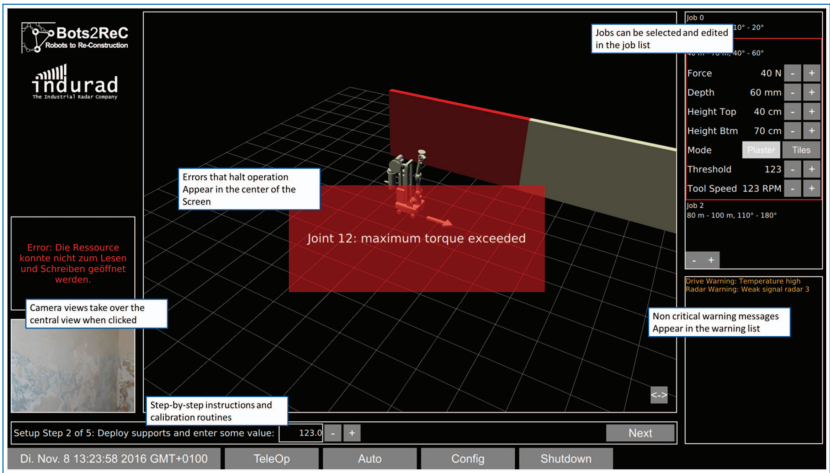 Bots2ReC
Robots to Re-Construction
indurad
The Industrial Radar Company
Error: Die Ressource
konnte nicht zum Lesen
und Schreiben geöffnet
werden.
Camera views take over the
central view when clicked
Errors that halt operation
Appear in the center of the
Screen
Joint 12: maximum torque exceeded
Jobs can be selected and edited
in the job list
Job 0
10° - 20°
40° - 60°
Force 40 N - +
Depth 60 mm - +
Height Top 40 cm - +
Height Btm 70 cm - +
Mode Plaster Tiles
Threshold 123 - +
Tool Speed 123 RPM - +
Job 2
80 m - 100 m, 110° - 180°
- +
Drive Warning: Temperature high
Radar Warning: Weak signal radar 3
Non critical warning messages
Appear in the warning list
<->
Step-by-step instructions and
calibration routines
Setup Step 2 of 5: Deploy supports and enter some value: 123.0 - + Next
Di. Nov. 8 13:23:58 2016 GMT+0100 TeleOp Auto Config Shutdown